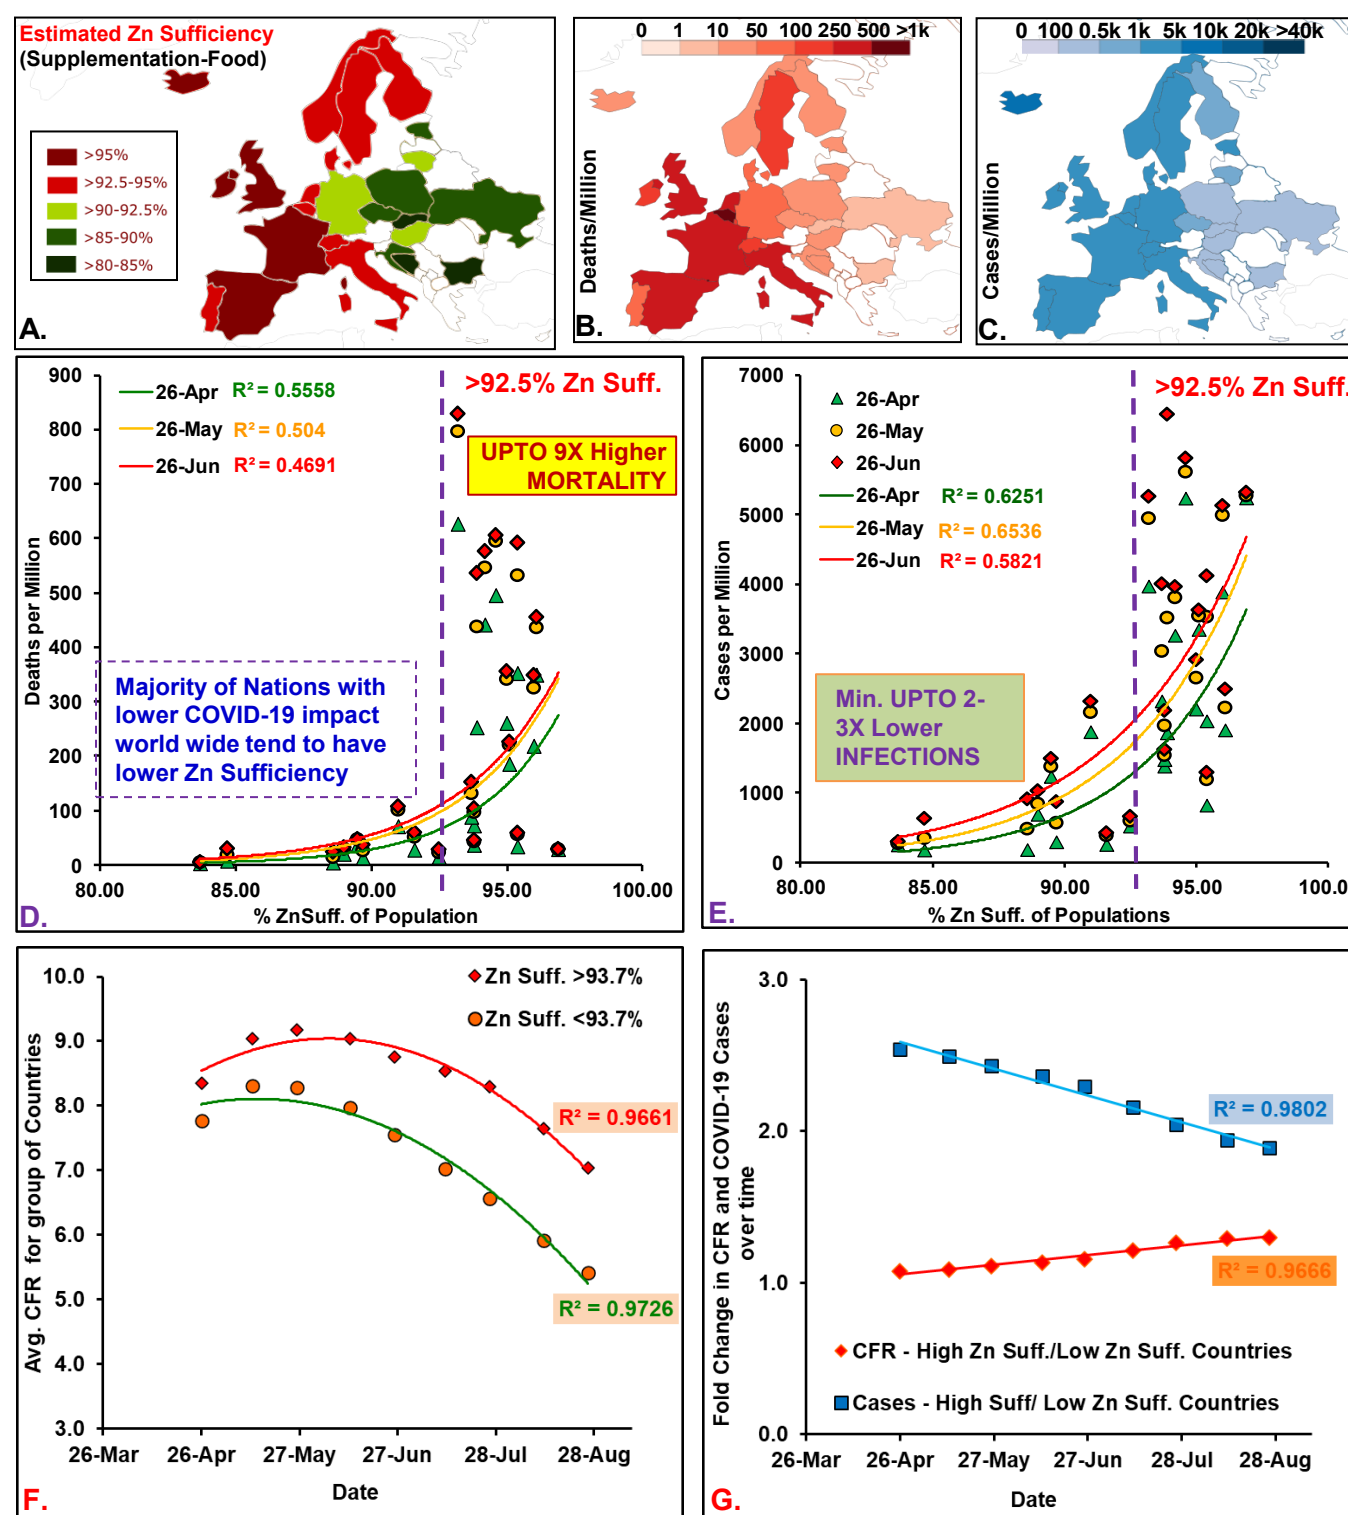 Estimated Zn Sufficiency
(Supplementation-Food)
>95%
>92.5-95%
>90-92.5%
>85-90%
>80-85%
A.
0 1 10 50 100 250 500 >1k
Deaths/Million
B.
0 100 0.5k 1k 5k 10k 20k >40k
Cases/Million
C.
900
800
700
600
500
400
300
200
100
0
Deaths per Million
26-Apr R² = 0.5558
26-May R² = 0.504
26-Jun R² = 0.4691
>92.5% Zn Suff.
UPTO 9X Higher
MORTALITY
Majority of Nations with
lower COVID-19 impact
world wide tend to have
lower Zn Sufficiency
80.00 85.00 90.00 95.00 100.00
% ZnSuff. of Population
D.
7000
6000
5000
4000
3000
2000
1000
0
Cases per Million
26-Apr
26-May
26-Jun
26-Apr R² = 0.6251
26-May R² = 0.6536
26-Jun R² = 0.5821
>92.5% Zn Suff.
Min. UPTO 2-
3X Lower
INFECTIONS
80.00 85.00 90.00 95.00 100.0
% Zn Suff. of Populations
E.
10.0
9.0
8.0
7.0
6.0
5.0
4.0
3.0
Avg. CFR for group of Countries
Zn Suff. >93.7%
Zn Suff. <93.7%
R² = 0.9661
R² = 0.9726
26-Mar 26-Apr 27-May 27-Jun 28-Jul 28-Aug
Date
F.
3.0
2.0
1.0
0.0
Fold Change in CFR and COVID-19 Cases
over time
R² = 0.9802
R² = 0.9666
CFR - High Zn Suff./Low Zn Suff. Countries
Cases - High Suff/ Low Zn Suff. Countries
26-Mar 26-Apr 27-May 27-Jun 28-Jul 28-Aug
Date
G.